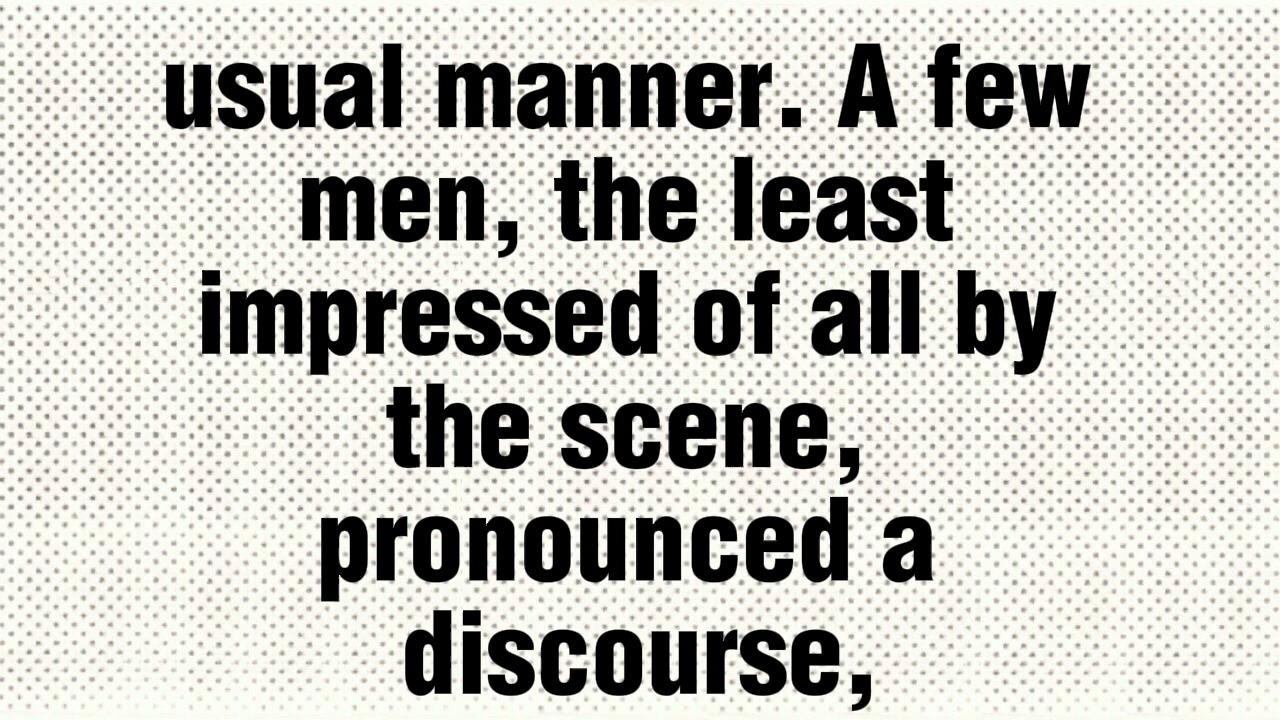 usual manner. A few
men, the least
impressed of all by
the scene,
pronounced a
discourse,